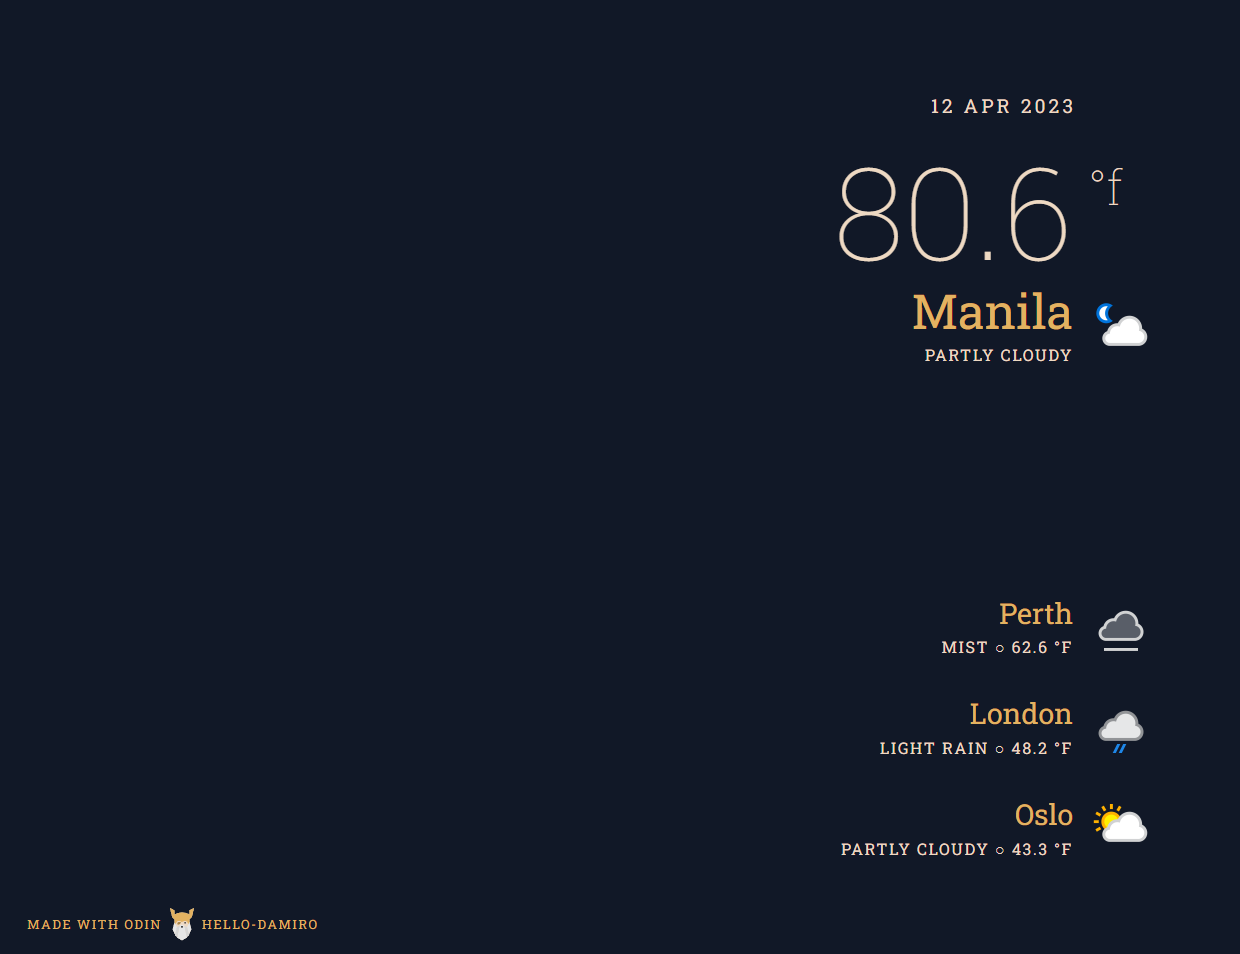 12 APR 2023
80.6 °f
Manila
PARTLY CLOUDY
Perth
MIST ○ 62.6 °F
London
LIGHT RAIN ○ 48.2 °F
Oslo
PARTLY CLOUDY ○ 43.3 °F
MADE WITH ODIN HELLO-DAMIRO